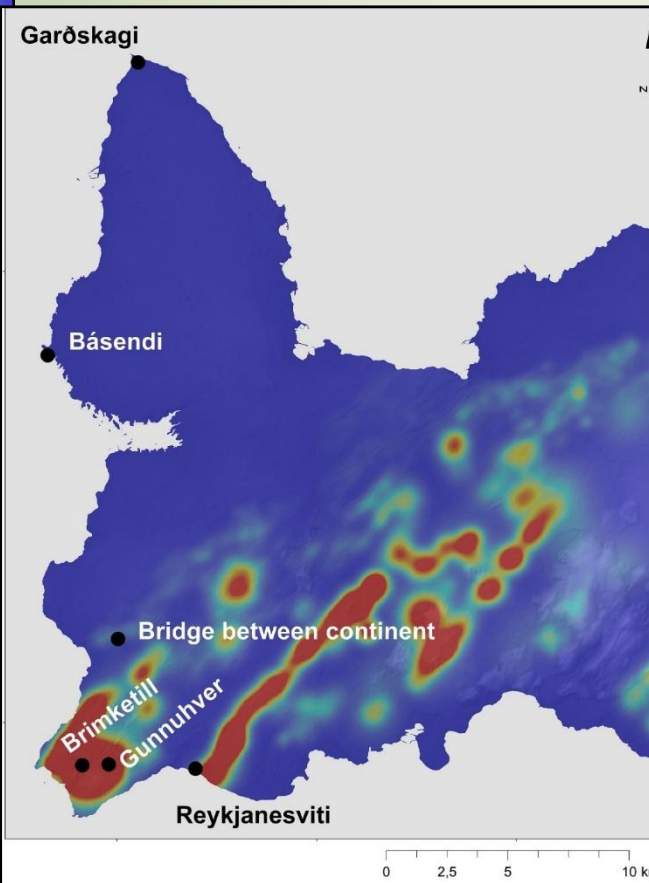 Garðskagi
Básendi
Bridge between continent
Brimketill
Gunnuhver
Reykjanesviti
0 2,5 5 10 k